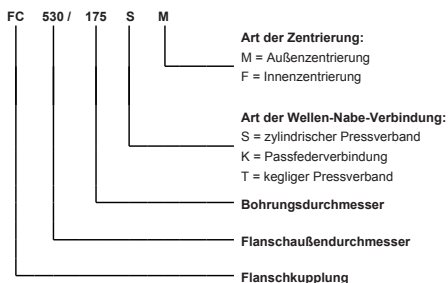 FC 530 / 175 S M
Art der Zentrierung:
M = Außenzentrierung
F = Innenzentrierung
Art der Wellen-Nabe-Verbindung:
S = zylindrischer Pressverband
K = Passfederverbindung
T = kegliger Pressverband
Bohrungsdurchmesser
Flanschaußendurchmesser
Flanschkupplung